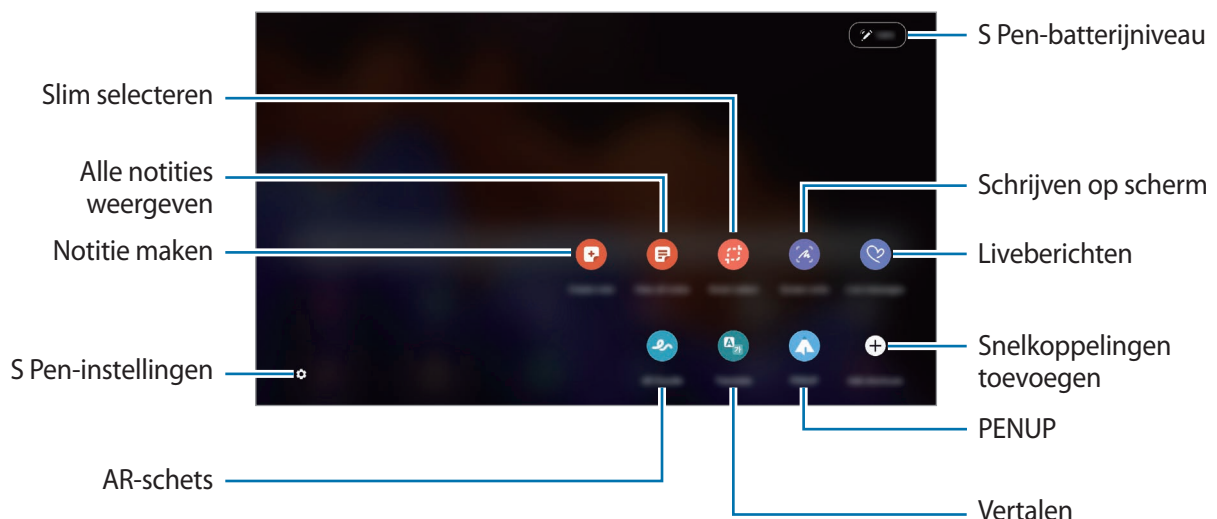 S Pen-batterijniveau
Slim selecteren
Alle notities
weergeven
Schrijven op scherm
Notitie maken
Liveberichten
Snelkoppelingen
toevoegen
S Pen-instellingen
PENUP
AR-schets
Vertalen